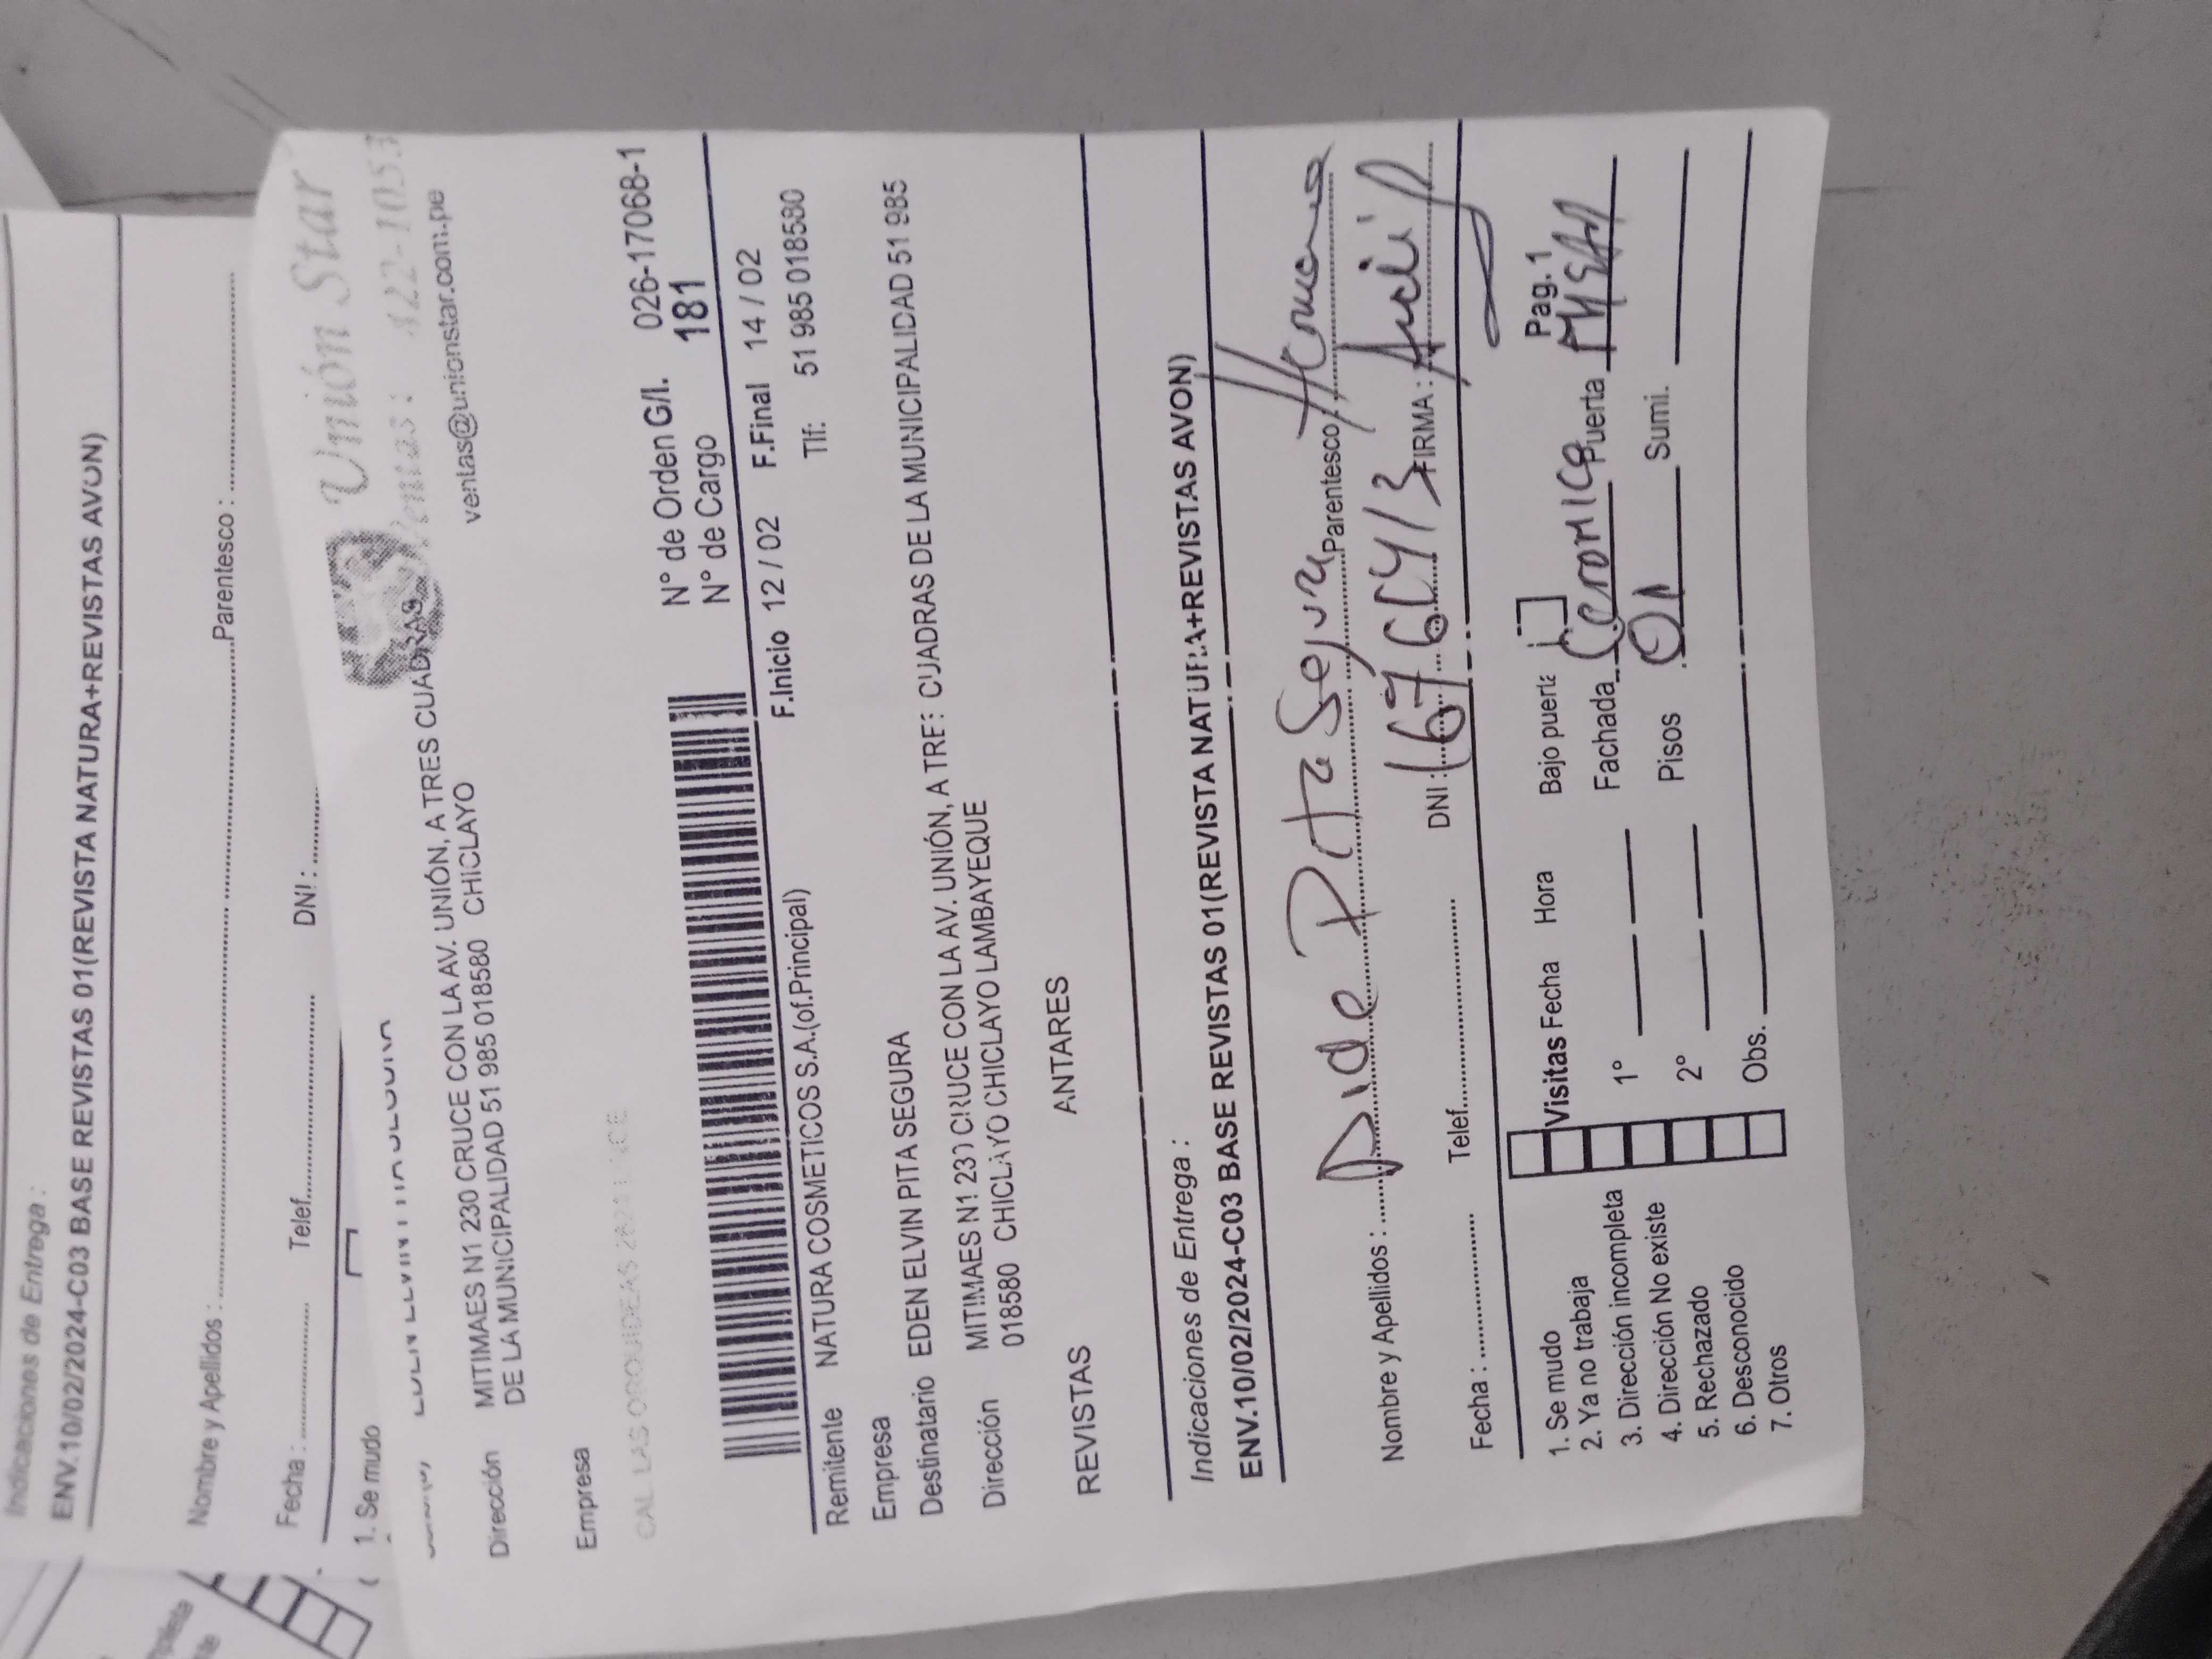 Indicaciones de Entrega :
ENV.10/02/2024-C03 BASE REVISTAS 01(REVISTA NATURA+REVISTAS AVON)
Nombre y Apellidos : Parentesco :
Fecha : Telef. DNI :
1. Se mudo
Unión Star
ventas@unionstar.com.pe
Dirección MITIMAES N1 230 CRUCE CON LA AV. UNIÓN, A TRES CUADRAS
DE LA MUNICIPALIDAD 51 985 018580 CHICLAYO
Empresa
CAL LAS ORQUIDEAS
N° de Orden G/I. 026-17068-1
N° de Cargo 181
F.Inicio 12 / 02 F.Final 14 / 02
Remitente NATURA COSMETICOS S.A.(of.Principal) Tlf: 51 985 018580
Empresa
Destinatario EDEN ELVIN PITA SEGURA
Dirección MITIMAES N1 230 CRUCE CON LA AV. UNIÓN, A TRES CUADRAS DE LA MUNICIPALIDAD 51 985
018580 CHICLAYO CHICLAYO LAMBAYEQUE
REVISTAS ANTARES
Indicaciones de Entrega :
ENV.10/02/2024-C03 BASE REVISTAS 01(REVISTA NATURA+REVISTAS AVON)
Nombre y Apellidos : Pita Segura Parentesco
Fecha : Telef. DNI : FIRMA :
Pag. 1
1. Se mudo
2. Ya no trabaja
3. Dirección incompleta
4. Dirección No existe
5. Rechazado
6. Desconocido
7. Otros
Visitas Fecha Hora Bajo puerta
1° Fachada Puerta
2° Pisos 01 Sumi.
Obs.